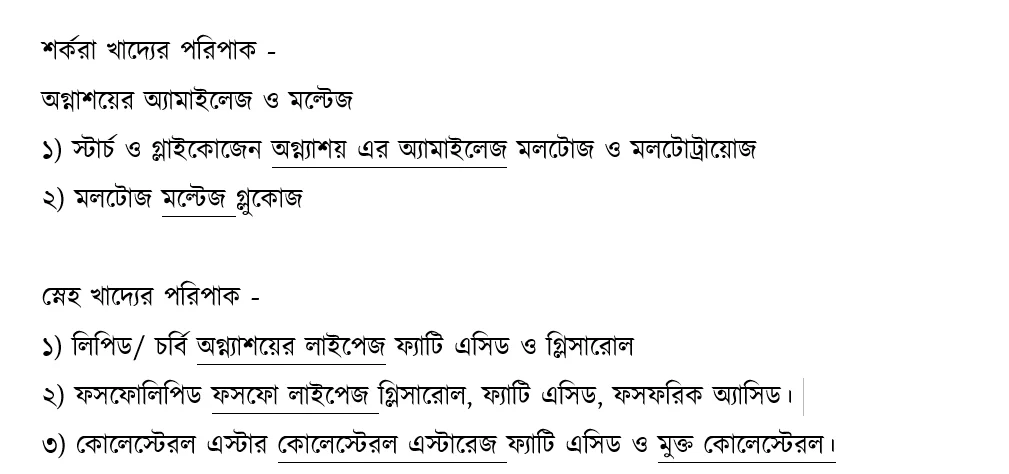 শর্করা খাদ্যের পরিপাক -
অগ্নাশয়ের অ্যামাইলেজ ও মল্টেজ
১) স্টার্চ ও গ্লাইকোজেন অগ্ন্যাশয় এর অ্যামাইলেজ মলটোজ ও মলটোট্রায়োজ
২) মলটোজ মল্টেজ গ্লুকোজ
স্নেহ খাদ্যের পরিপাক -
১) লিপিড/ চর্বি অগ্ন্যাশয়ের লাইপেজ ফ্যাটি এসিড ও গ্লিসারোল
২) ফসফোলিপিড ফসফো লাইপেজ গ্লিসারোল, ফ্যাটি এসিড, ফসফরিক অ্যাসিড।
৩) কোলেস্টেরল এস্টার কোলেস্টেরল এস্টারেজ ফ্যাটি এসিড ও মুক্ত কোলেস্টেরল।